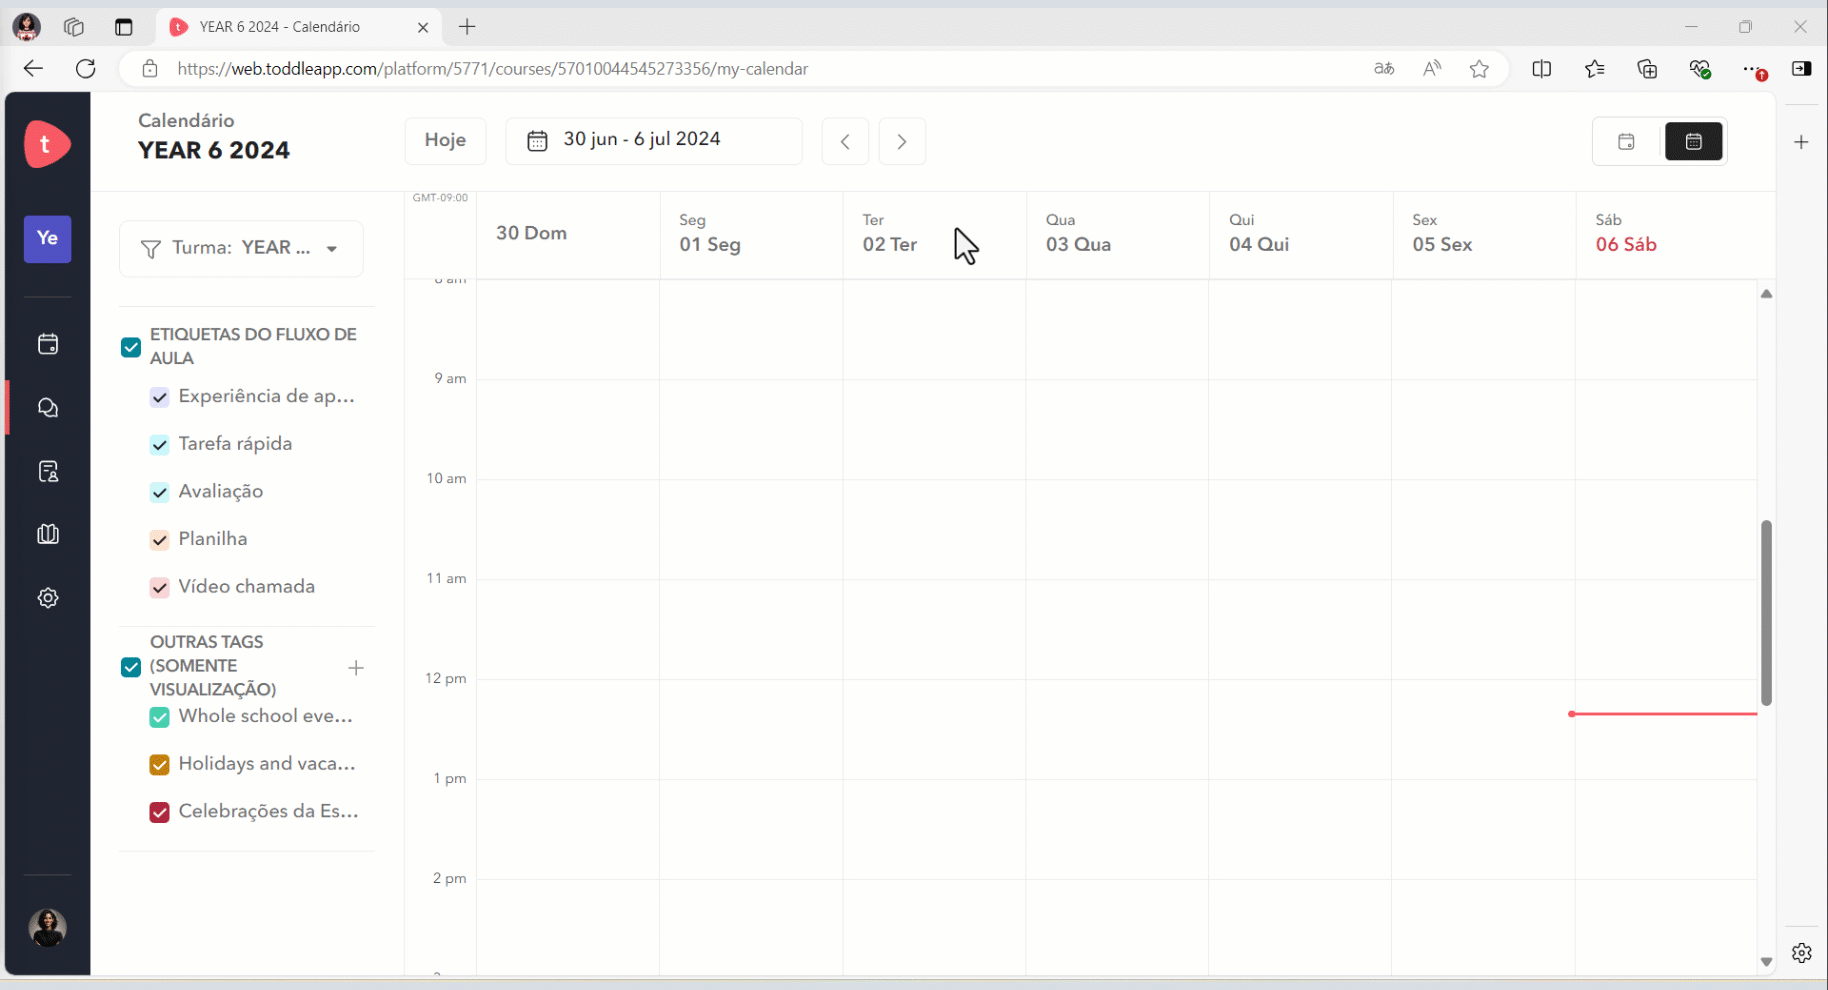 YEAR 6 2024 - Calendário
https://web.toddleapp.com/platform/5771/courses/57010044545273356/my-calendar
t
Calendário
YEAR 6 2024
Hoje
30 jun - 6 jul 2024
Ye
Turma: YEAR ...
GMT-09:00
30 Dom
Seg
01 Seg
Ter
02 Ter
Qua
03 Qua
Qui
04 Qui
Sex
05 Sex
Sáb
06 Sáb
ETIQUETAS DO FLUXO DE
AULA
Experiência de ap...
Tarefa rápida
Avaliação
Planilha
Vídeo chamada
OUTRAS TAGS
(SOMENTE
VISUALIZAÇÃO)
Whole school eve...
Holidays and vaca...
Celebrações da Es...
8 am
9 am
10 am
11 am
12 pm
1 pm
2 pm